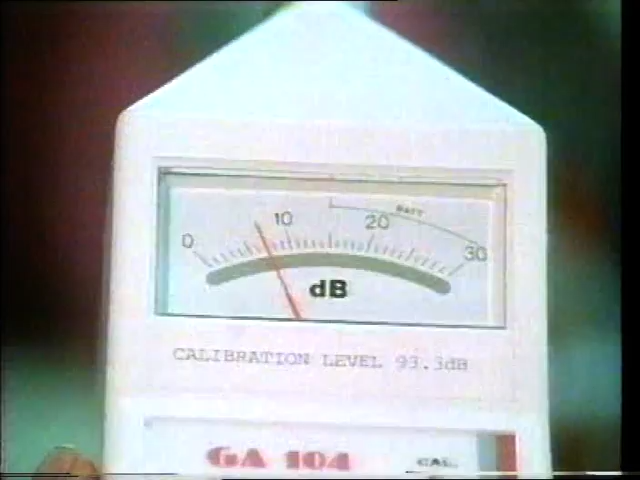 BATT
0 10 20 30
dB
CALIBRATION LEVEL 93.3dB
GA 104 CAL.